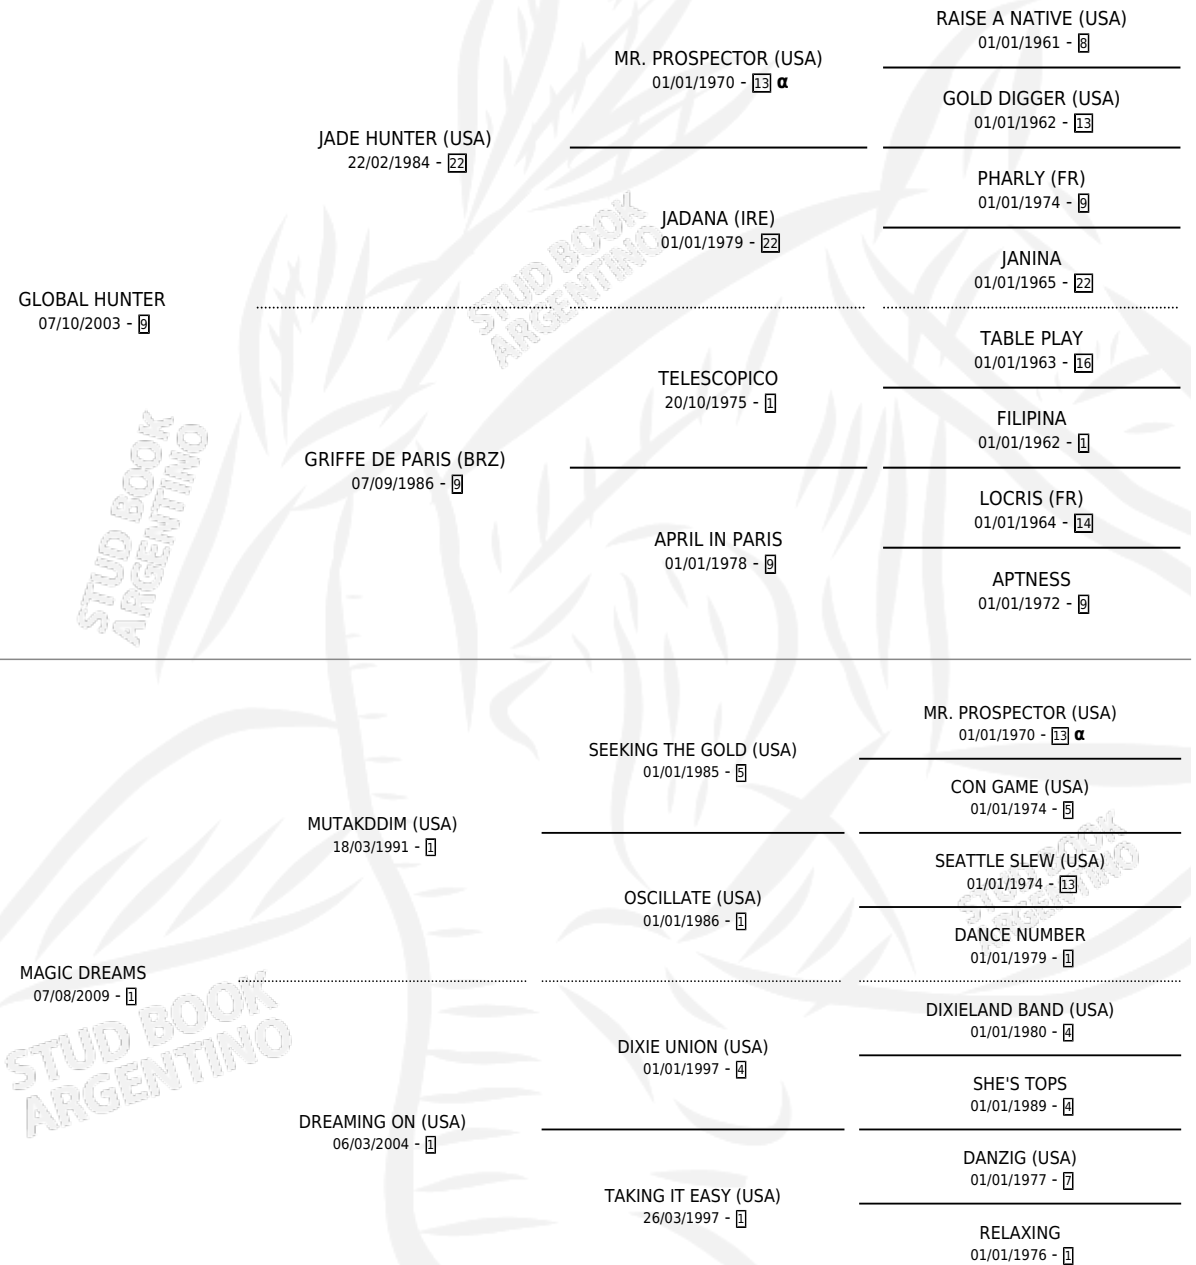 RAISE A NATIVE (USA)
01/01/1961 - 8
MR. PROSPECTOR (USA)
01/01/1970 - 13 α
GOLD DIGGER (USA)
01/01/1962 - 13
JADE HUNTER (USA)
22/02/1984 - 22
PHARLY (FR)
01/01/1974 - 9
JADANA (IRE)
01/01/1979 - 22
JANINA
01/01/1965 - 22
GLOBAL HUNTER
07/10/2003 - 9
TABLE PLAY
01/01/1963 - 16
TELESCOPICO
20/10/1975 - 1
FILIPINA
01/01/1962 - 1
GRIFFE DE PARIS (BRZ)
07/09/1986 - 9
LOCRIS (FR)
01/01/1964 - 14
APRIL IN PARIS
01/01/1978 - 9
APTNESS
01/01/1972 - 9
MR. PROSPECTOR (USA)
01/01/1970 - 13 α
SEEKING THE GOLD (USA)
01/01/1985 - 5
CON GAME (USA)
01/01/1974 - 5
MUTAKDDIM (USA)
18/03/1991 - 1
SEATTLE SLEW (USA)
01/01/1974 - 13
OSCILLATE (USA)
01/01/1986 - 1
DANCE NUMBER
01/01/1979 - 1
MAGIC DREAMS
07/08/2009 - 1
DIXIELAND BAND (USA)
01/01/1980 - 4
DIXIE UNION (USA)
01/01/1997 - 4
SHE'S TOPS
01/01/1989 - 4
DREAMING ON (USA)
06/03/2004 - 1
DANZIG (USA)
01/01/1977 - 7
TAKING IT EASY (USA)
26/03/1997 - 1
RELAXING
01/01/1976 - 1
STUD BOOK
ARGENTINO
STUD BOOK
ARGENTINO
STUD BOOK
ARGENTINO
STUD BOOK
ARGENTINO